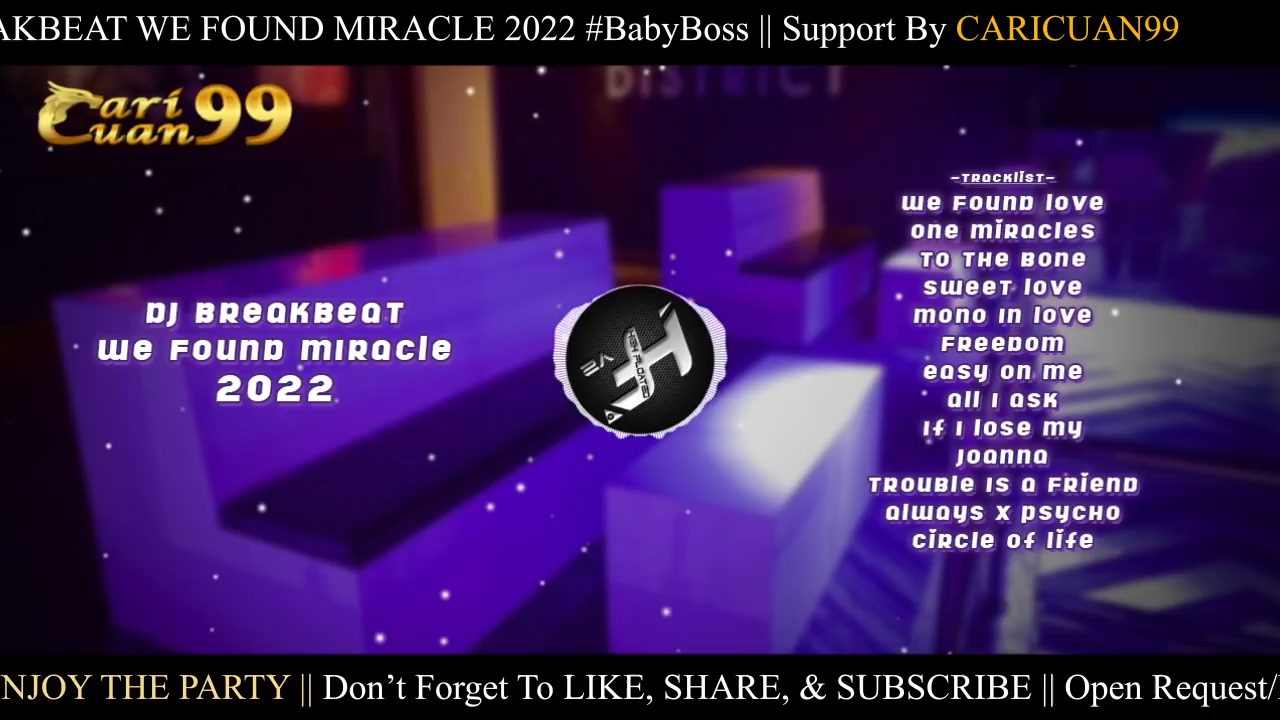 AKBEAT WE FOUND MIRACLE 2022 #BabyBoss || Support By CARICUAN99
DISTRICT
Cari Cuan 99
-Tracklist-
We Found Love
One Miracles
To The Bone
Sweet Love
Mono In Love
Freedom
Easy On Me
All I Ask
If I Lose My
Joanna
Trouble Is A Friend
Always X Psycho
Circle Of Life
DJ Breakbeat
We Found Miracle
2022
NJOY THE PARTY || Don't Forget To LIKE, SHARE, & SUBSCRIBE || Open Request/